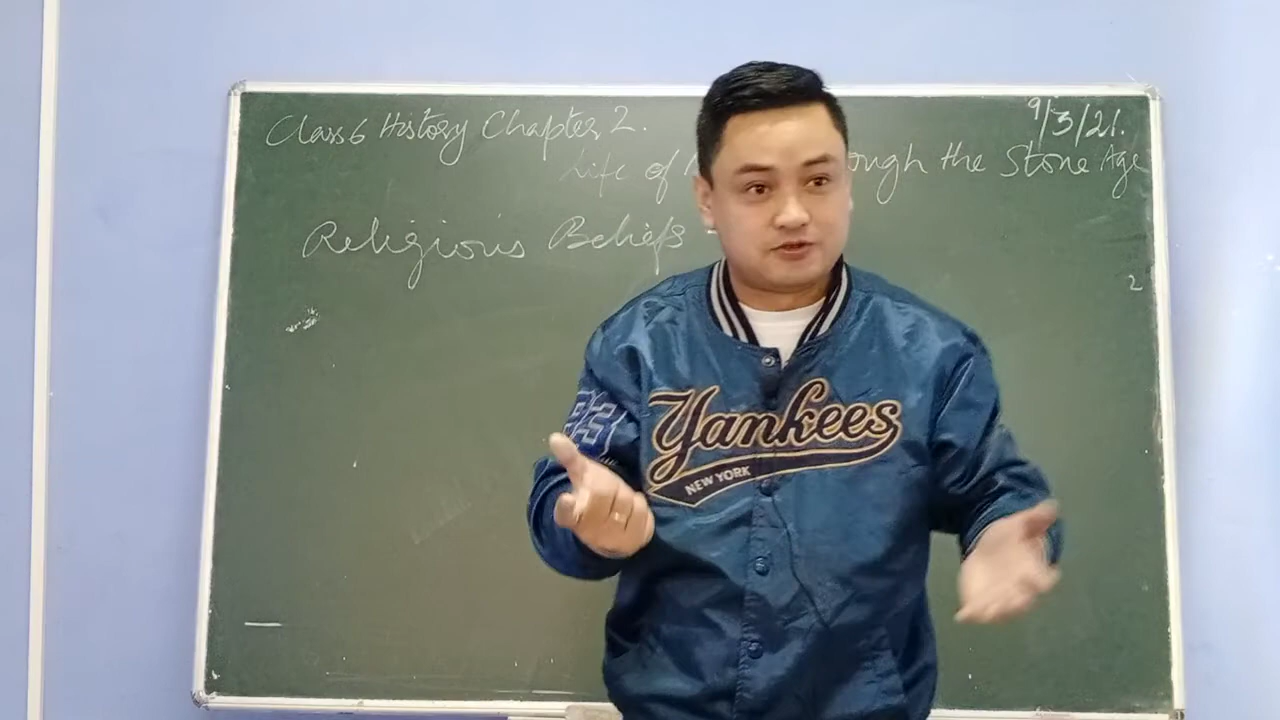 Class 6 History Chapter 2.
9/3/21.
Life of ough the Stone Age
Religious Beliefs -
2
83
Yankees
NEW YORK